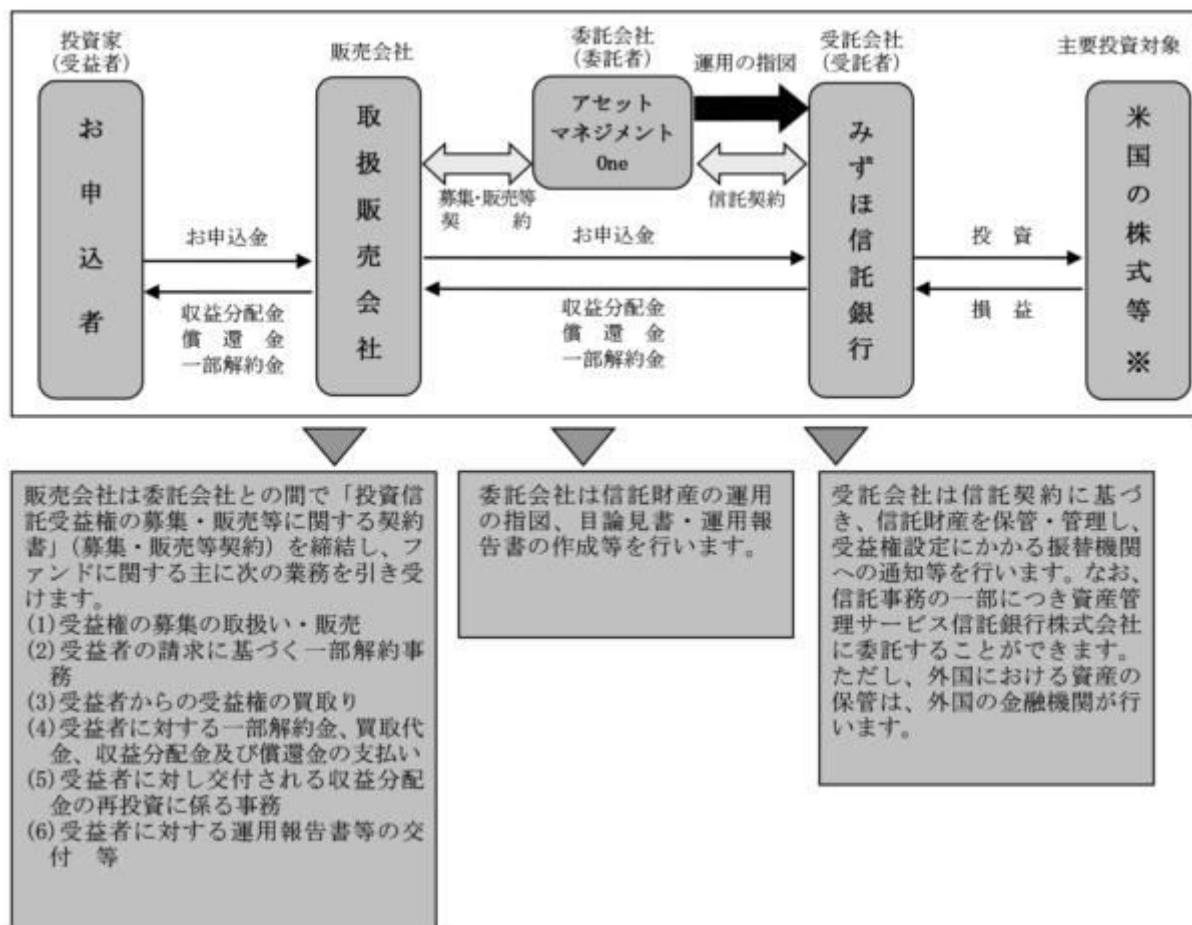 投資家
(受益者)
販売会社
委託会社
(委託者)
運用の指図
受託会社
(受託者)
主要投資対象
お申込者
取扱販売会社
アセット
マネジメント
One
みずほ信託銀行
米国の株式等※
募集・販売等
契約
信託契約
お申込金
お申込金
投資
収益分配金
償還金
一部解約金
収益分配金
償還金
一部解約金
損益
販売会社は委託会社との間で「投資信
託受益権の募集・販売等に関する契約
書」(募集・販売等契約)を締結し、フ
ァンドに関する主に次の業務を引き受
けます。
(1)受益権の募集の取扱い・販売
(2)受益者の請求に基づく一部解約事
務
(3)受益者からの受益権の買取り
(4)受益者に対する一部解約金、買取代
金、収益分配金及び償還金の支払い
(5)受益者に対し交付される収益分配
金の再投資に係る事務
(6)受益者に対する運用報告書等の交
付 等
委託会社は信託財産の運用
の指図、目論見書・運用報
告書の作成等を行います。
受託会社は信託契約に基づ
き、信託財産を保管・管理し、
受益権設定にかかる振替機関
への通知等を行います。なお、
信託事務の一部につき資産管
理サービス信託銀行株式会社
に委託することができます。
ただし、外国における資産の
保管は、外国の金融機関が行
います。